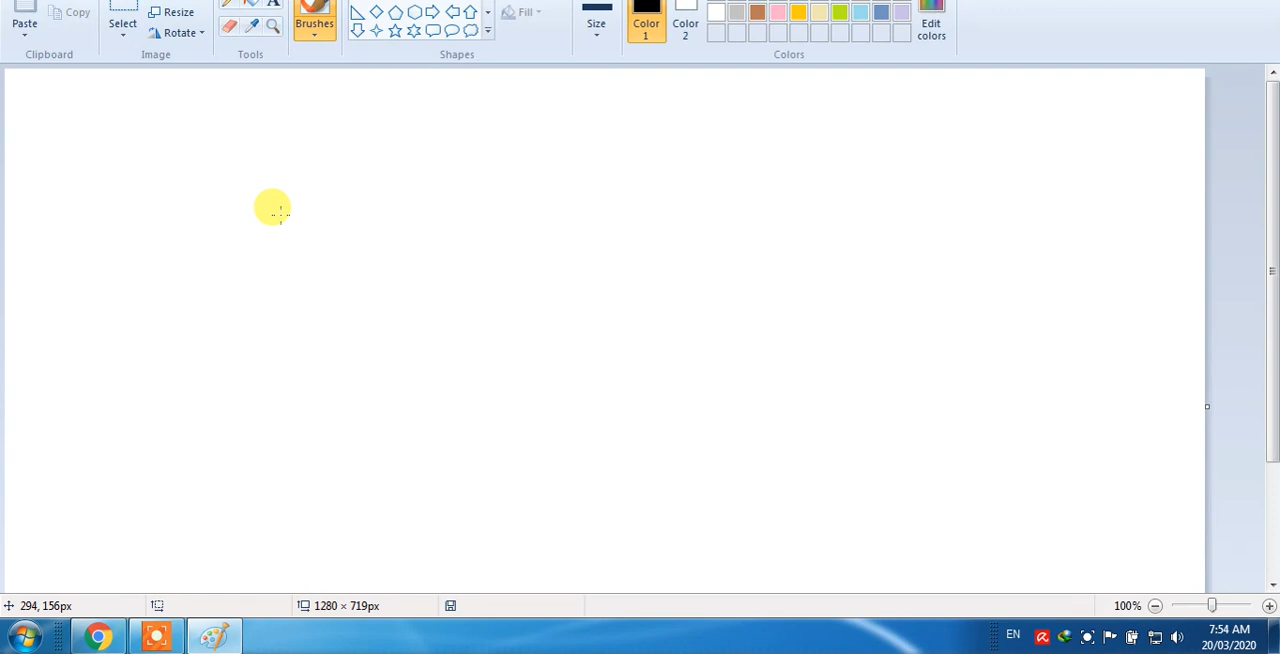 Paste
Copy
Select
Resize
Rotate
Brushes
Fill
Size
Color 1
Color 2
Edit colors
Clipboard
Image
Tools
Shapes
Colors
294, 156px
1280 × 719px
100%
EN
7:54 AM
20/03/2020